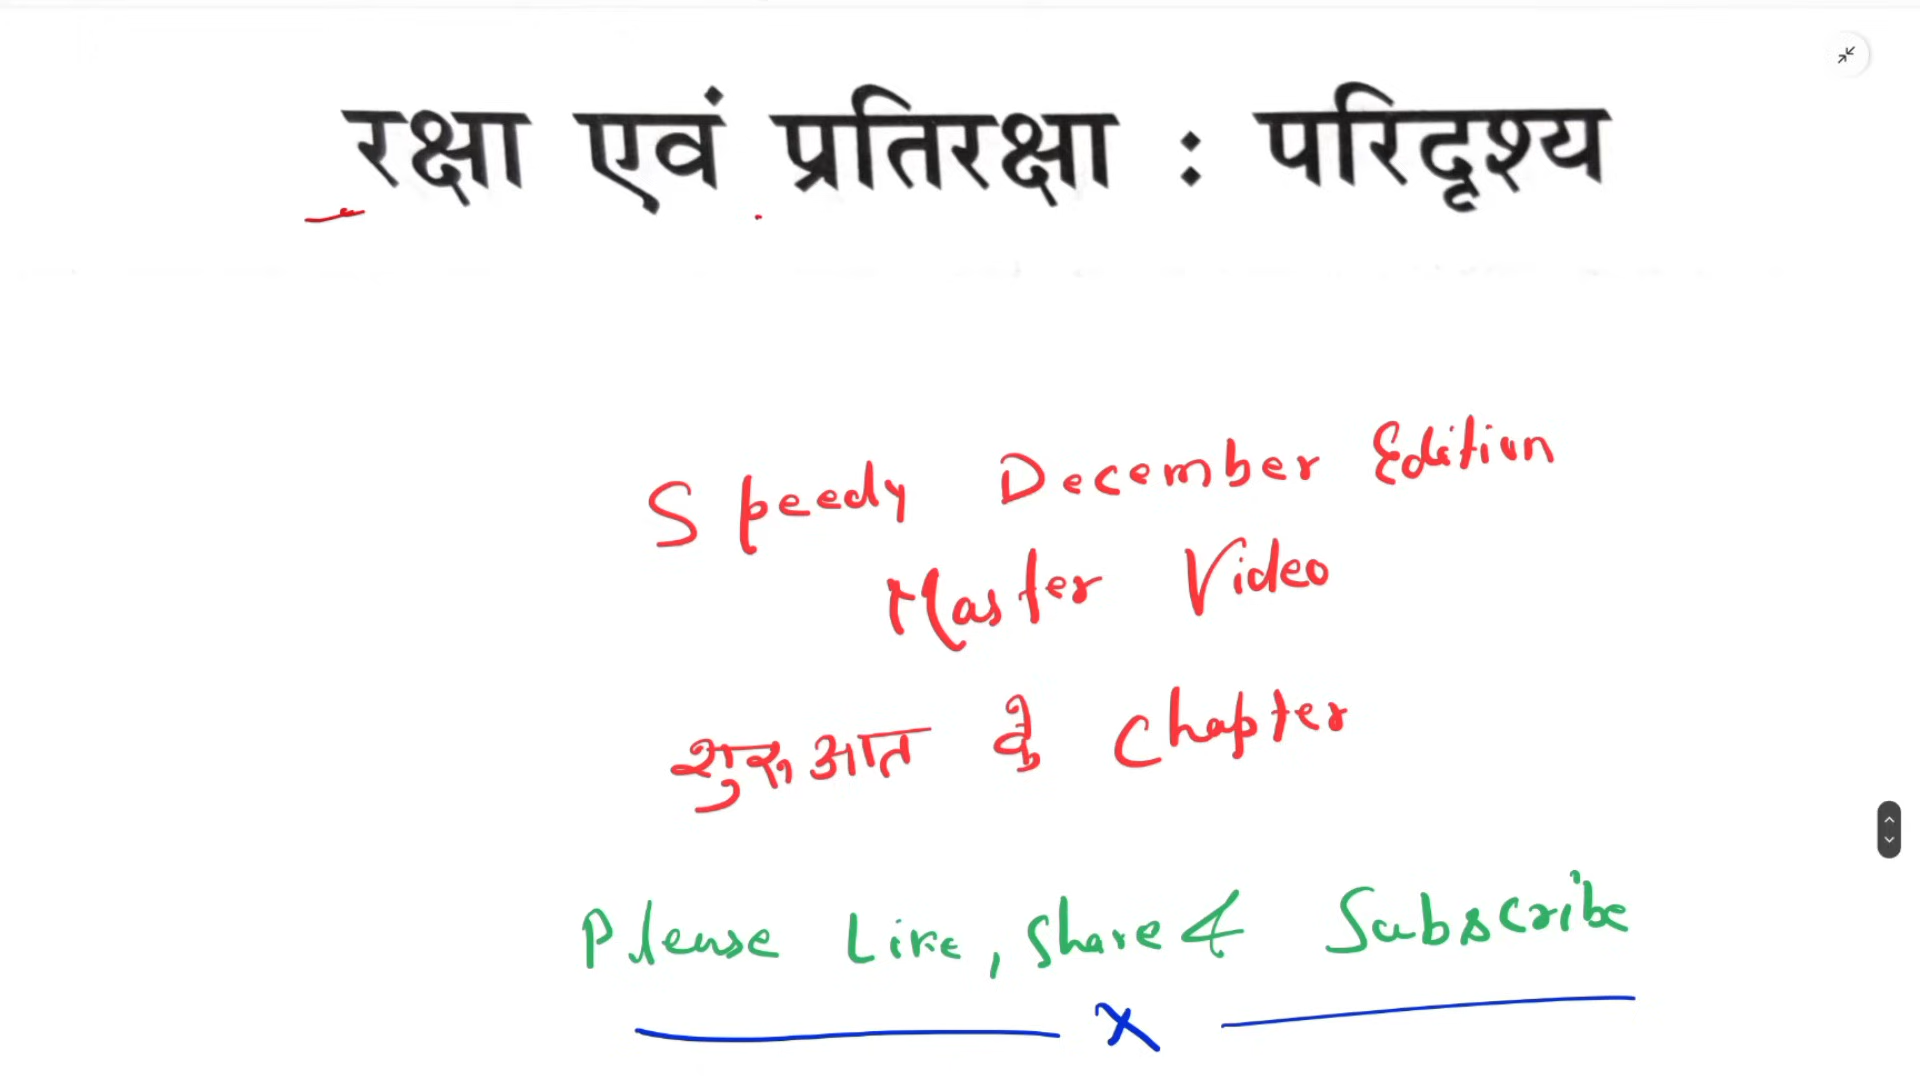 रक्षा एवं प्रतिरक्षा : परिदृश्य
Speedy December Edition
Master Video
शुरुआत के Chapter
Please Like, Share & Subscribe
x